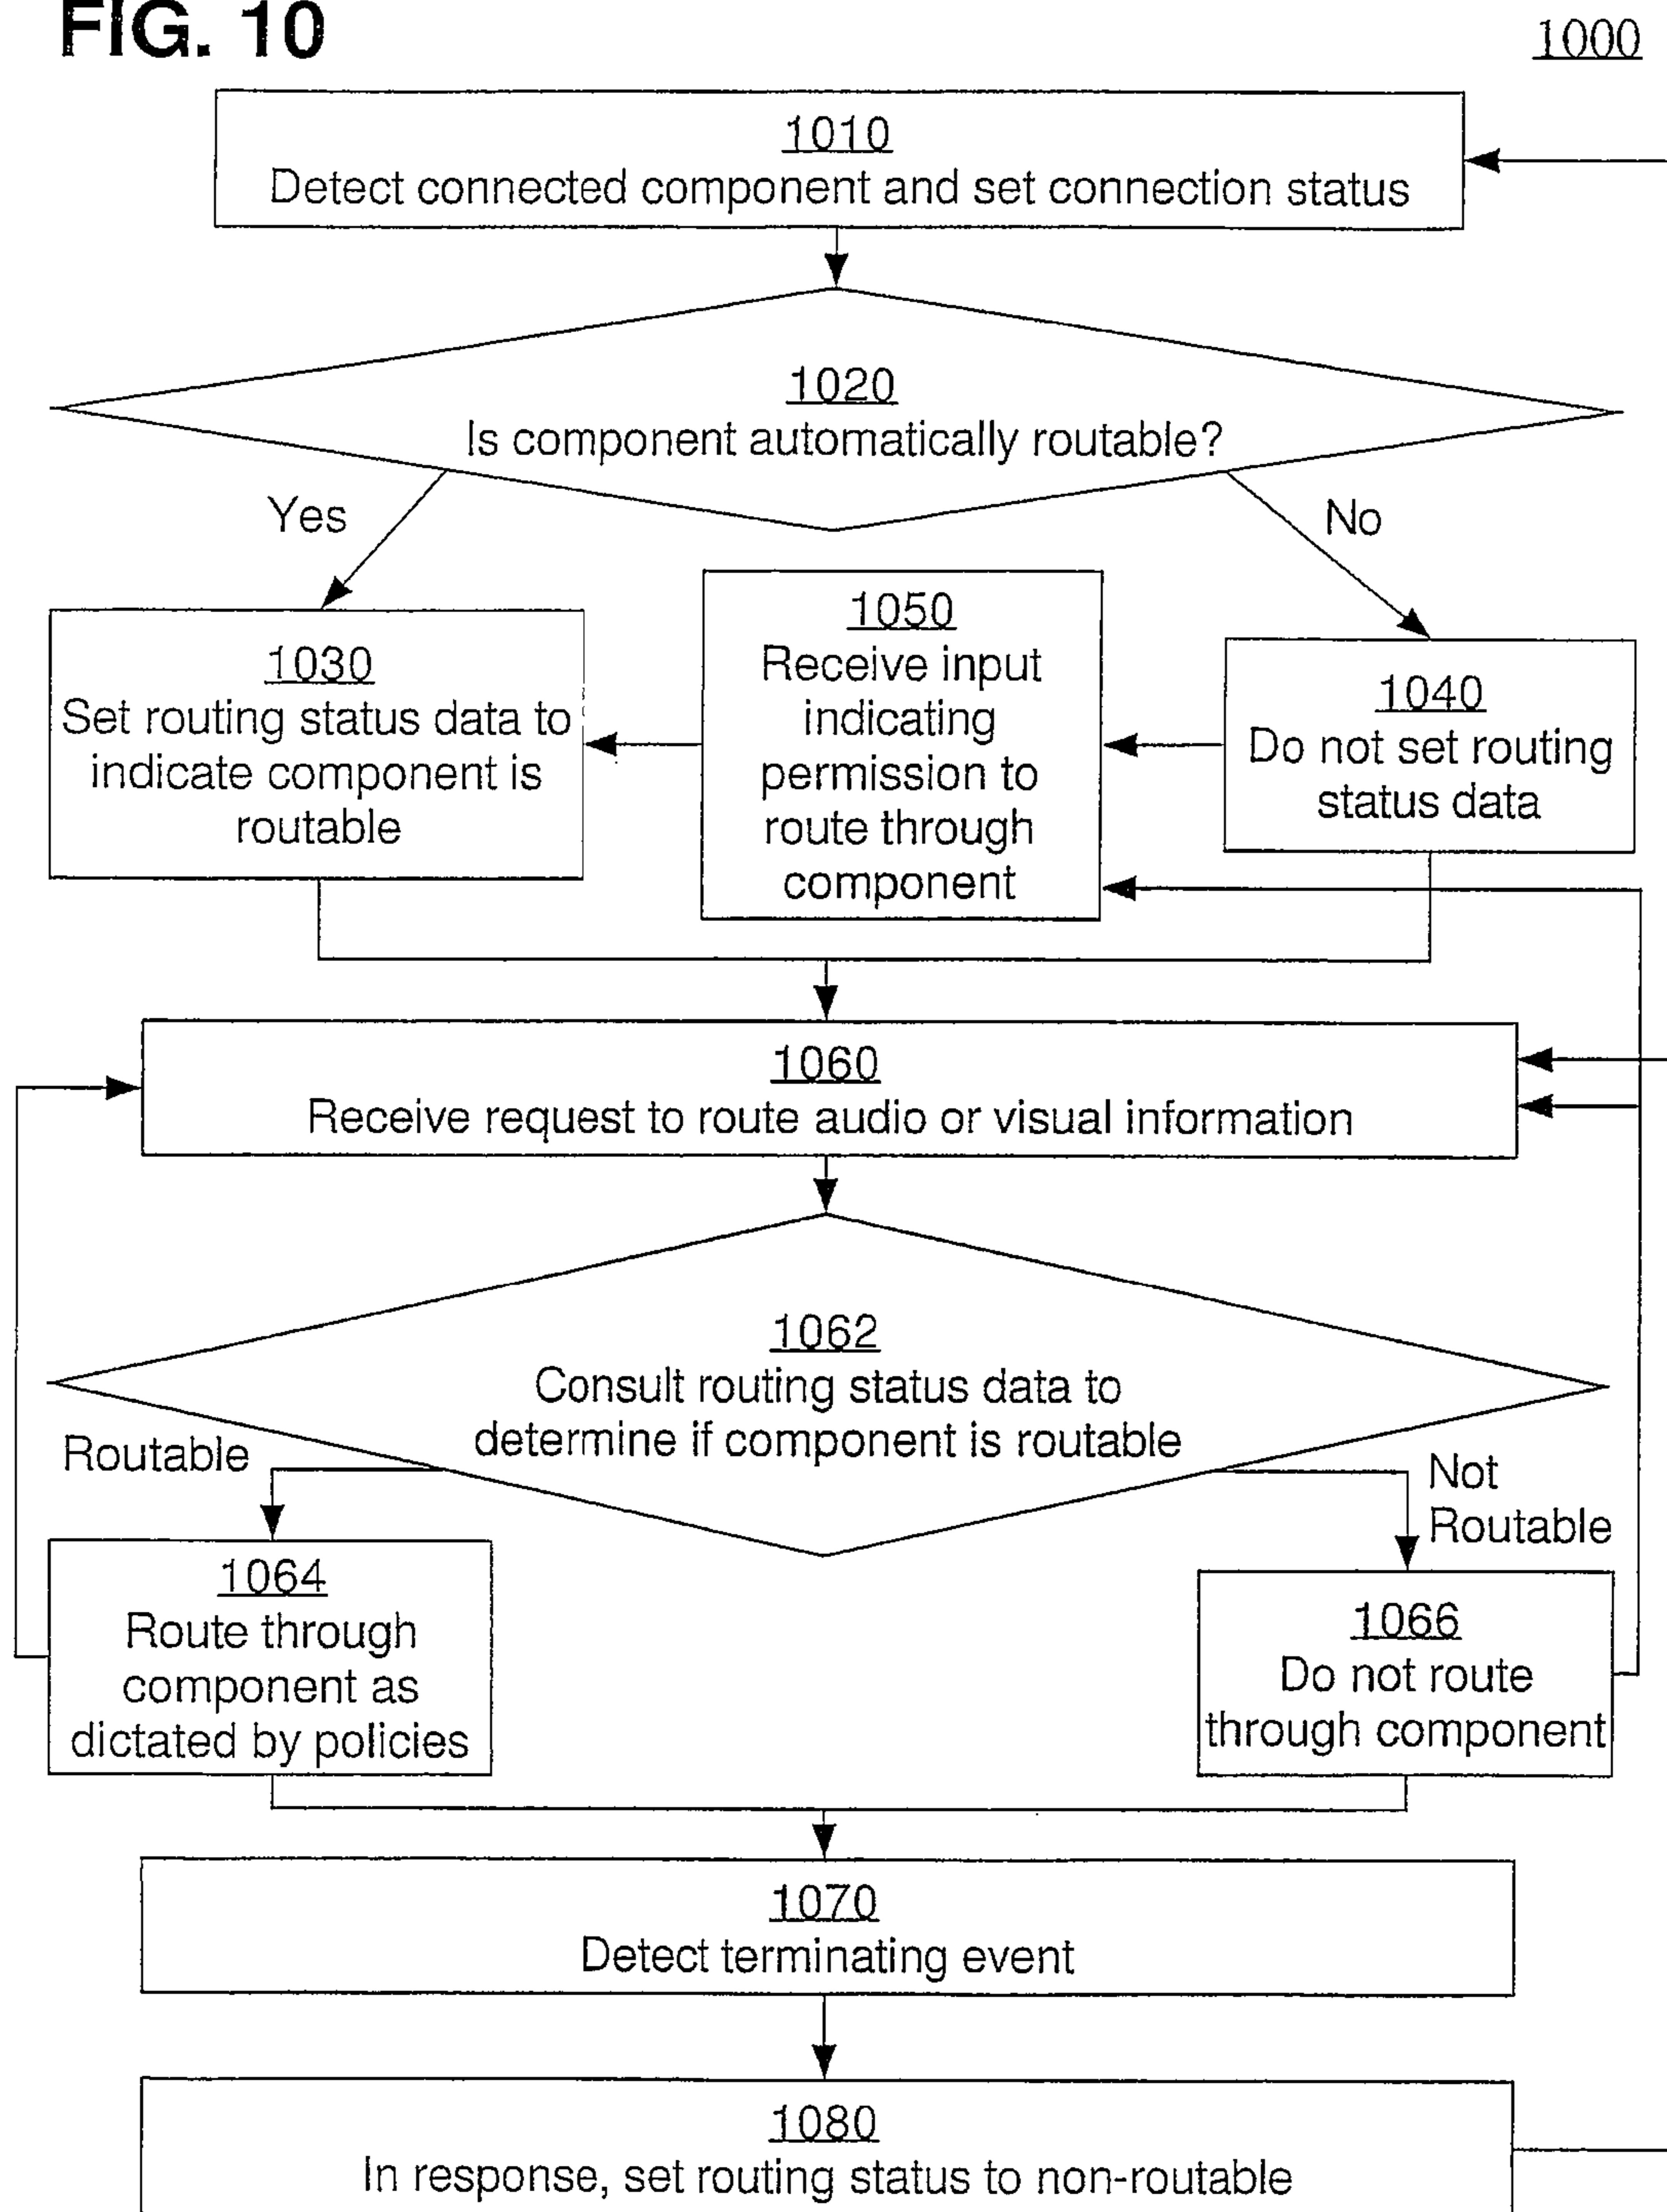 FIG. 10
1000
1010
Detect connected component and set connection status
1020
Is component automatically routable?
Yes
No
1030
Set routing status data to
indicate component is
routable
1050
Receive input
indicating
permission to
route through
component
1040
Do not set routing
status data
1060
Receive request to route audio or visual information
1062
Consult routing status data to
determine if component is routable
Routable
Not
Routable
1064
Route through
component as
dictated by policies
1066
Do not route
through component
1070
Detect terminating event
1080
In response, set routing status to non-routable